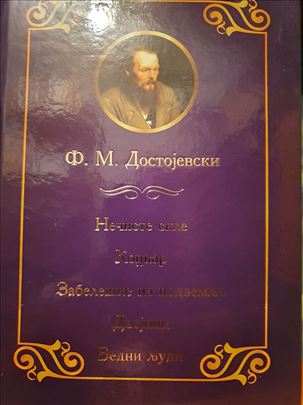 Ф. М. Достојевски
Нечисте силе
Коцкар
Забелешке из подземља
Двојник
Бедни људи